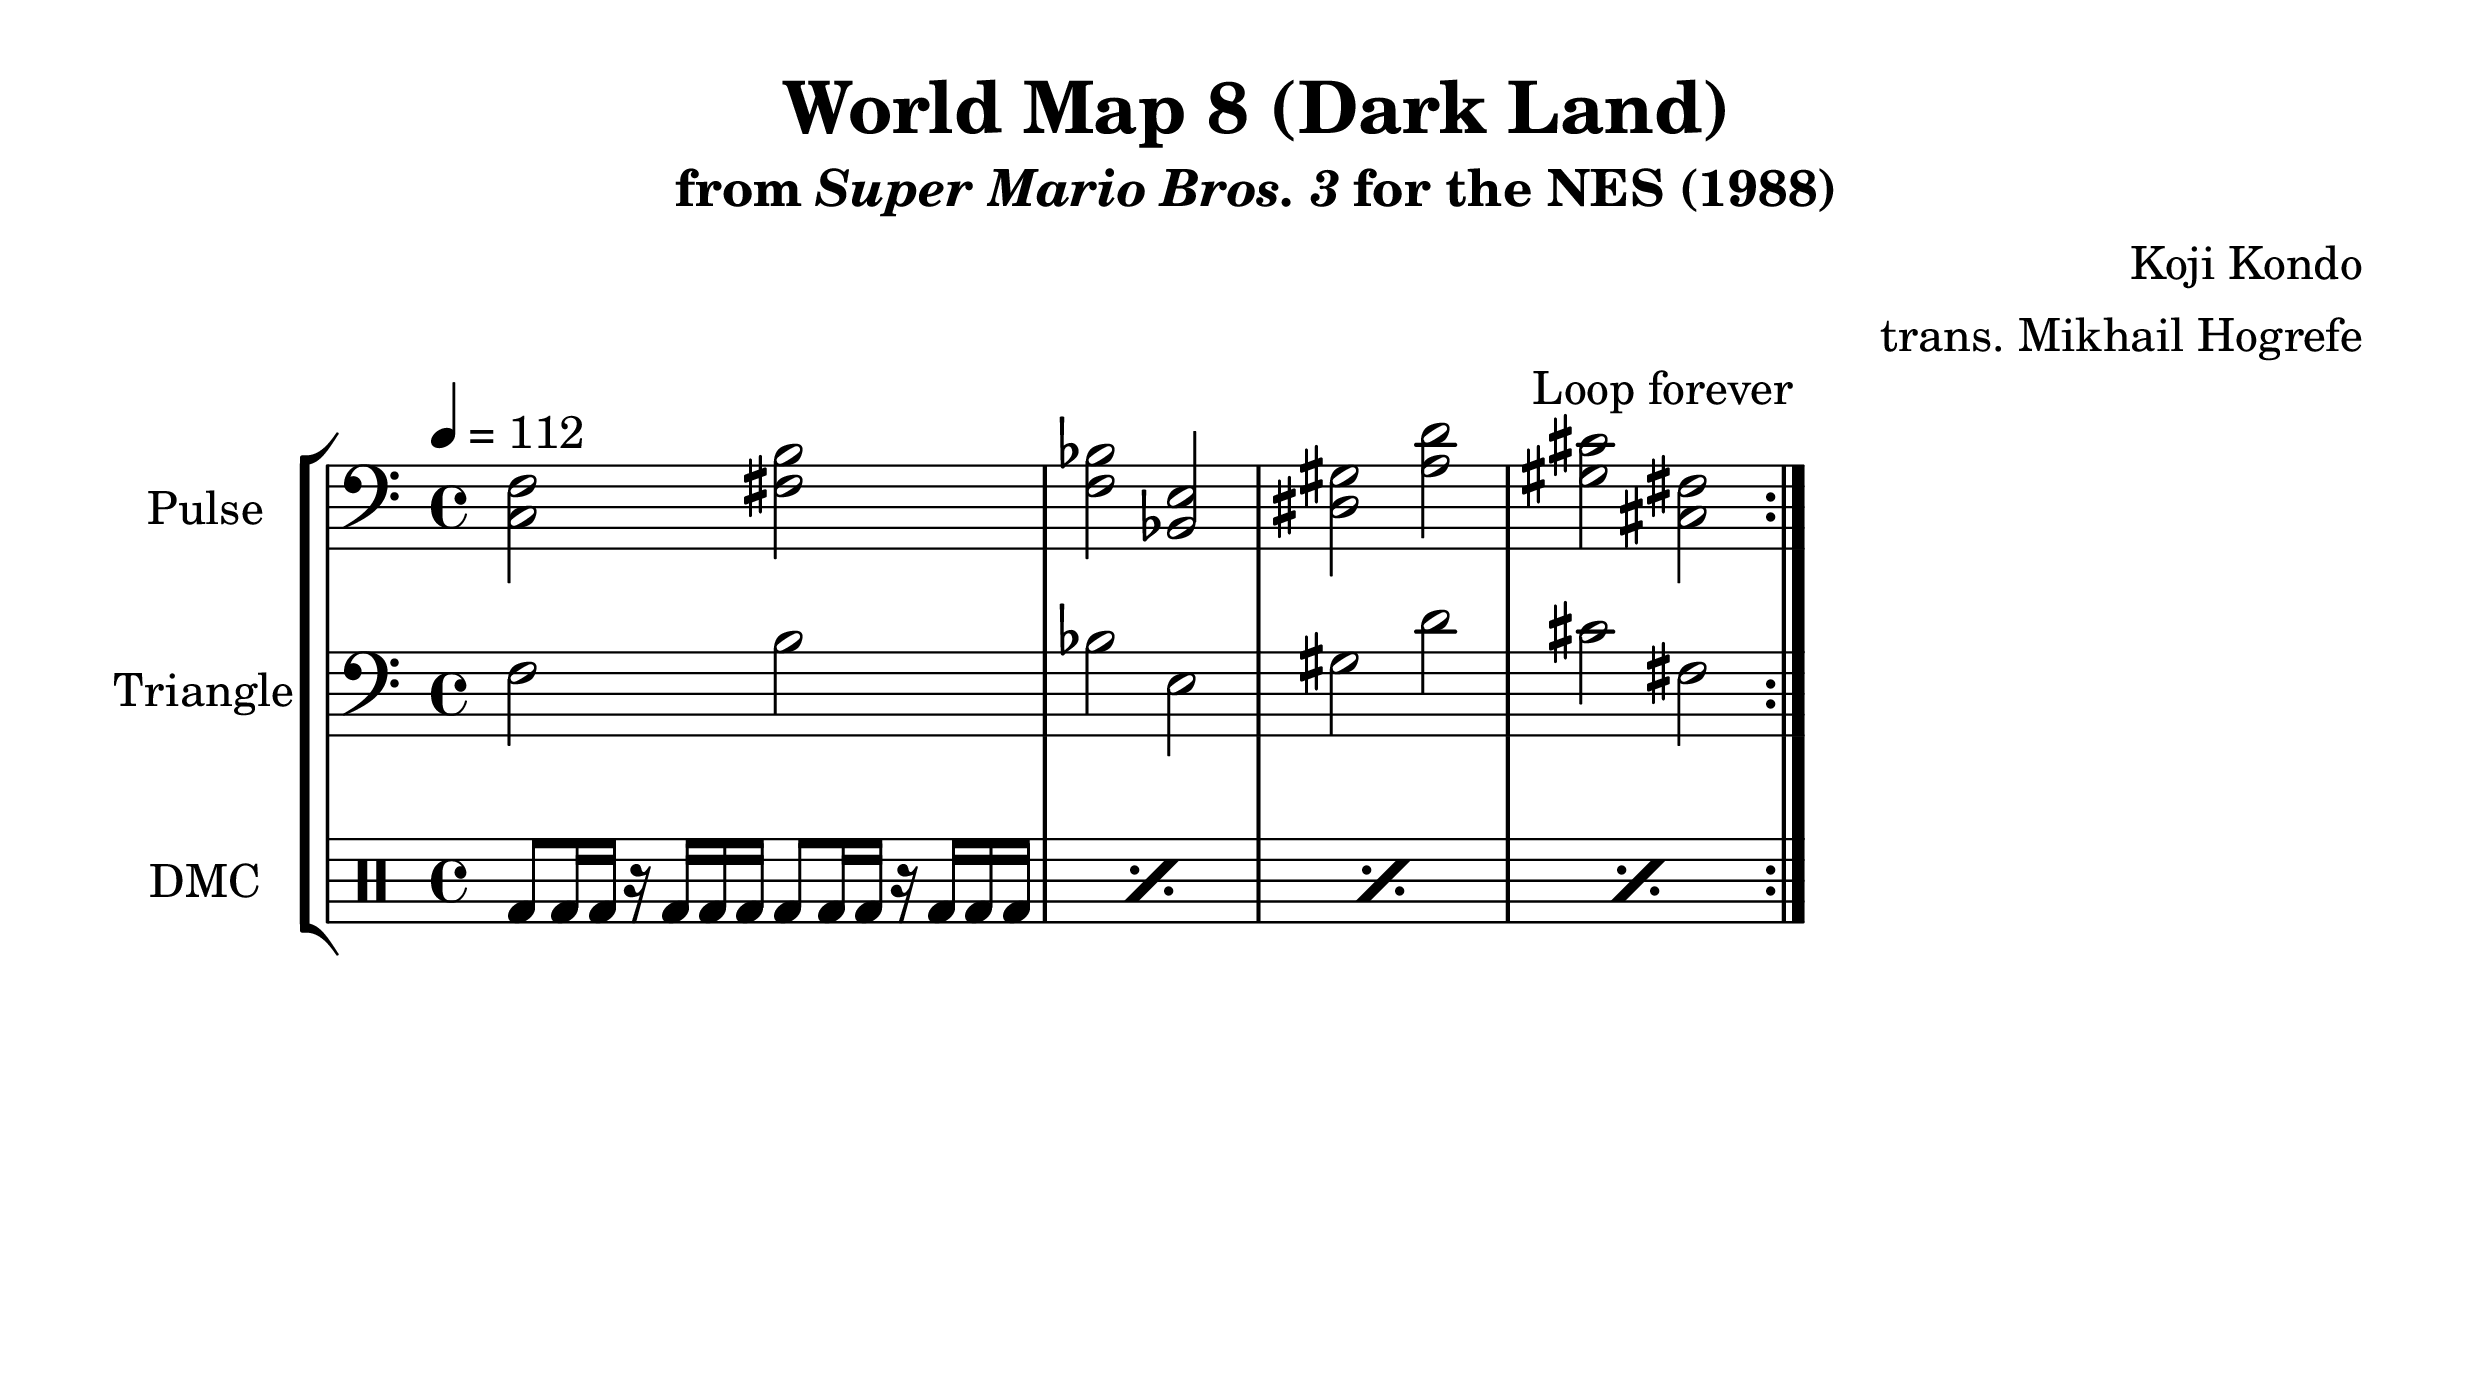 World Map 8 (Dark Land)
from Super Mario Bros. 3 for the NES (1988)
Koji Kondo
trans. Mikhail Hogrefe
Loop forever
= 112
Pulse
Triangle
DMC